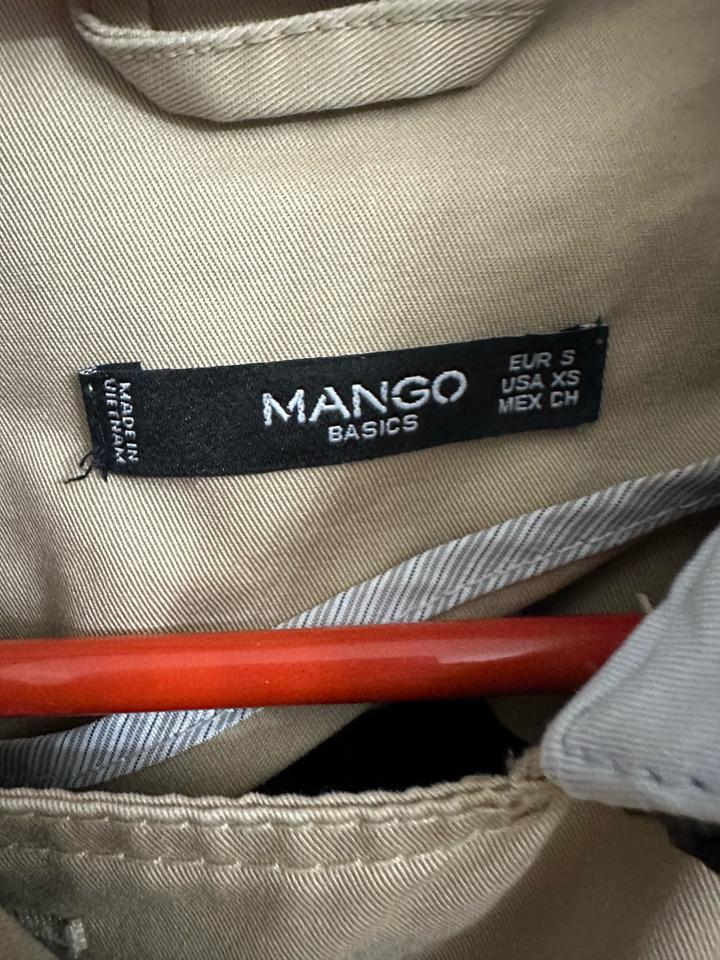 MANGO
BASICS
EUR S
USA XS
MEX CH
MADE IN
VIETNAM